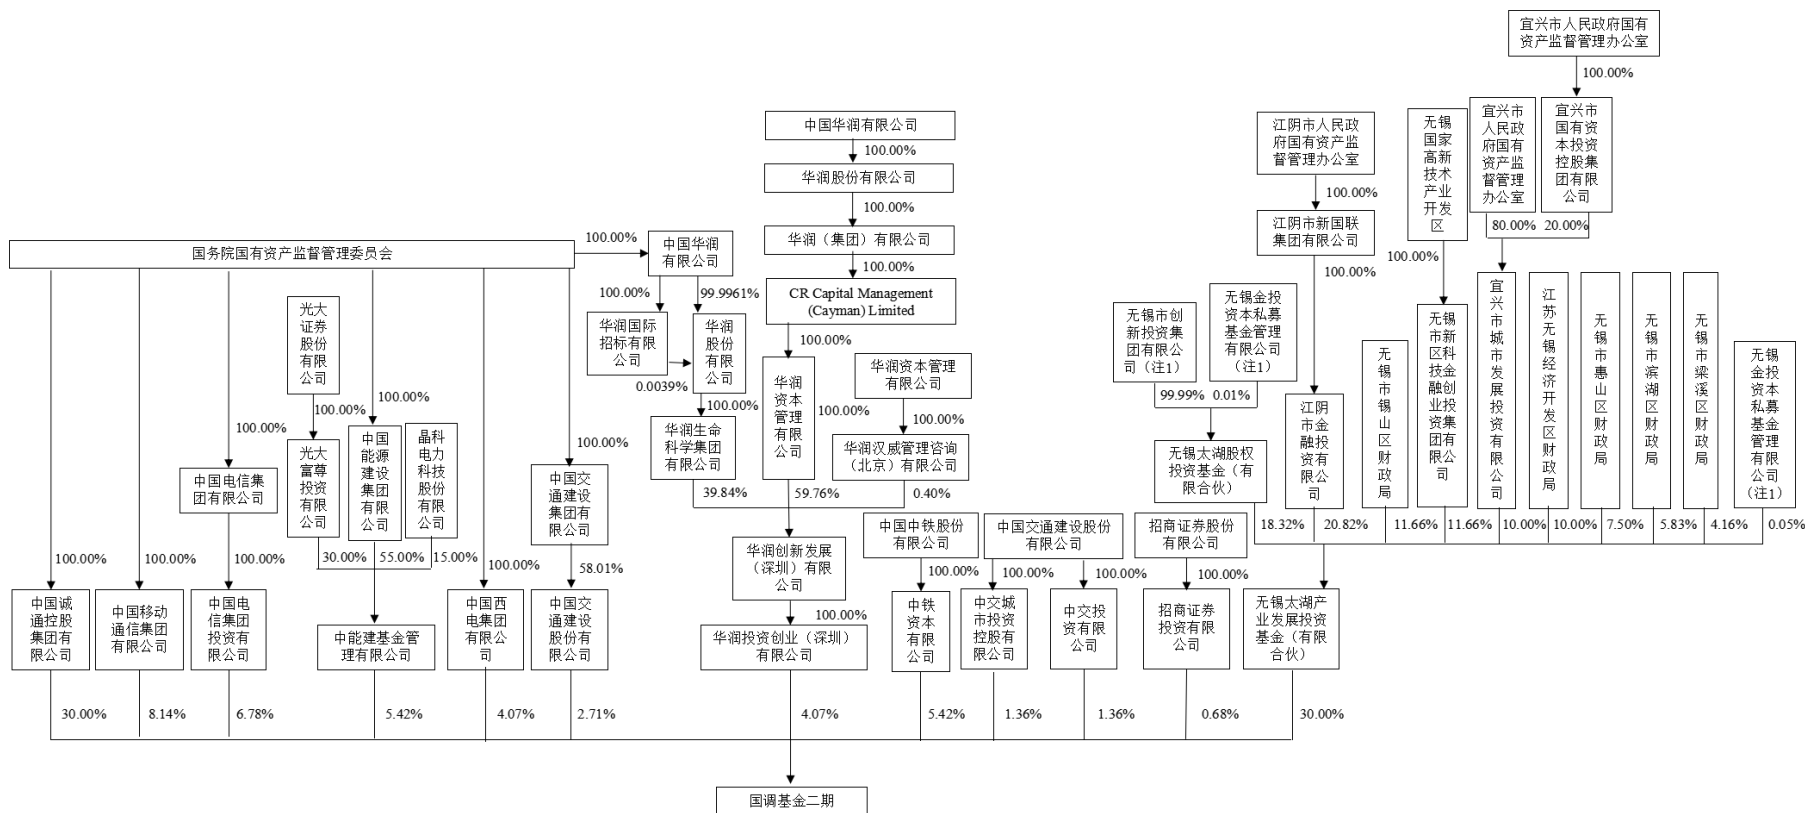 宜兴市人民政府国有
资产监督管理办公室
100.00%
中国华润有限公司
100.00%
华润股份有限公司
100.00%
华润（集团）有限公司
100.00%
CR Capital Management
(Cayman) Limited
100.00%
江阴市人民政
府国有资产监
督管理办公室
100.00%
江阴市新国联
集团有限公司
100.00%
无锡
国家
高新
技术
产业
开发
区
100.00%
宜兴市
人民政
府国有
资产监
督管理
办公室
80.00%
宜兴市
国有资
本投资
控股集
团有限
公司
20.00%
国务院国有资产监督管理委员会
100.00%
中国华润
有限公司
100.00%
99.9961%
华润国际
招标有限
公司
0.0039%
华润
股份
有限
公司
100.00%
华润生命
科学集团
有限公司
39.84%
华润
资本
管理
有限
公司
100.00%
59.76%
华润资本管理
有限公司
100.00%
华润汉威管理咨询
（北京）有限公司
0.40%
光大
证券
股份
有限
公司
100.00%
光大
富尊
投资
有限
公司
30.00%
100.00%
中国
能源
建设
集团
有限
公司
55.00%
晶科
电力
科技
股份
有限
公司
15.00%
100.00%
中国电信集
团有限公司
100.00%
100.00%
中国交
通建设
集团有
限公司
58.01%
无锡市创
新投资集
团有限公
司（注1）
99.99%
无锡金投
资本私募
基金管理
有限公司
（注1）
0.01%
无锡太湖股权
投资基金（有
限合伙）
18.32%
江阴
市金
融投
资有
限公
司
20.82%
无锡市锡山区财政局
11.66%
无锡
市新
区科
技金
融创
业投
资集
团有
限公
司
11.66%
宜兴市城市发展投资有限公司
10.00%
江苏无锡经济开发区财政局
10.00%
无锡市惠山区财政局
7.50%
无锡市滨湖区财政局
5.83%
无锡市梁溪区财政局
4.16%
无锡
金投
资本
私募
基金
管理
有限
公司
（注1）
0.05%
华润创新发展
（深圳）有限
公司
100.00%
中国中铁股份
有限公司
100.00%
中国交通建设股份
有限公司
100.00%
100.00%
招商证券股份
有限公司
100.00%
100.00%
100.00%
100.00%
中国诚
通控股
集团有
限公司
中国移动
通信集团
有限公司
中国电
信集团
投资有
限公司
中能建基金管
理有限公司
中国西
电集团
有限公
司
中国交
通建设
股份有
限公司
华润投资创业（深圳）
有限公司
中铁
资本
有限
公司
中交城
市投资
控股有
限公司
中交投
资有限
公司
招商证券
投资有限
公司
无锡太湖产
业发展投资
基金（有限
合伙）
30.00%
8.14%
6.78%
5.42%
4.07%
2.71%
4.07%
5.42%
1.36%
1.36%
0.68%
30.00%
国调基金二期